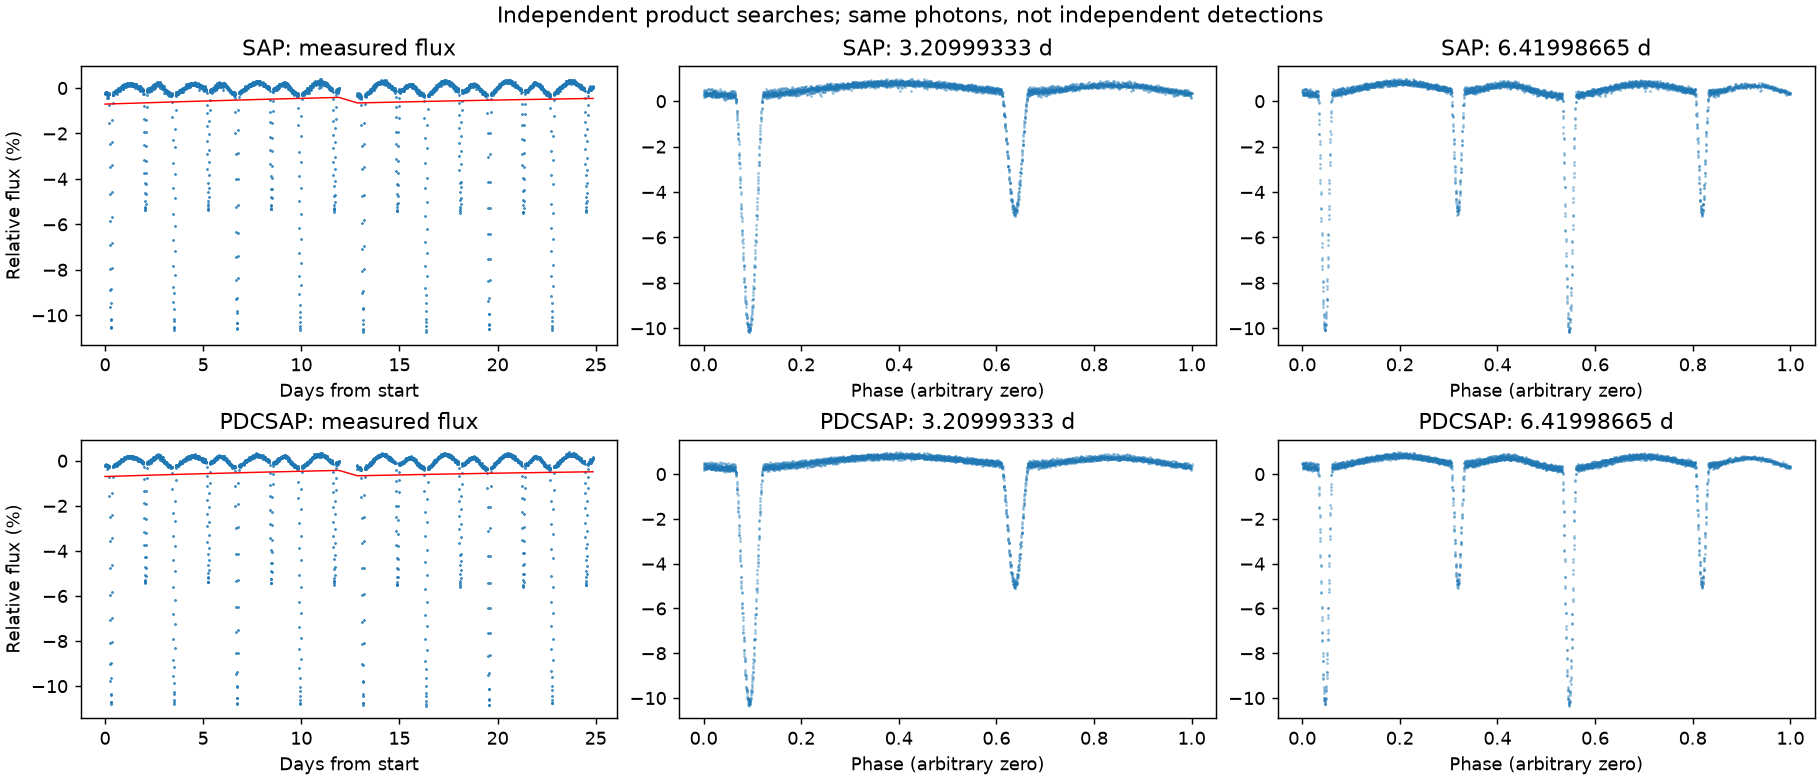 Independent product searches; same photons, not independent detections
SAP: measured flux
SAP: 3.20999333 d
SAP: 6.41998665 d
Relative flux (%)
0
−2
−4
−6
−8
−10
0
−2
−4
−6
−8
−10
0
−2
−4
−6
−8
−10
0 5 10 15 20 25
0.0 0.2 0.4 0.6 0.8 1.0
0.0 0.2 0.4 0.6 0.8 1.0
Days from start
Phase (arbitrary zero)
Phase (arbitrary zero)
PDCSAP: measured flux
PDCSAP: 3.20999333 d
PDCSAP: 6.41998665 d
Relative flux (%)
0
−2
−4
−6
−8
−10
0
−2
−4
−6
−8
−10
0
−2
−4
−6
−8
−10
0 5 10 15 20 25
0.0 0.2 0.4 0.6 0.8 1.0
0.0 0.2 0.4 0.6 0.8 1.0
Days from start
Phase (arbitrary zero)
Phase (arbitrary zero)